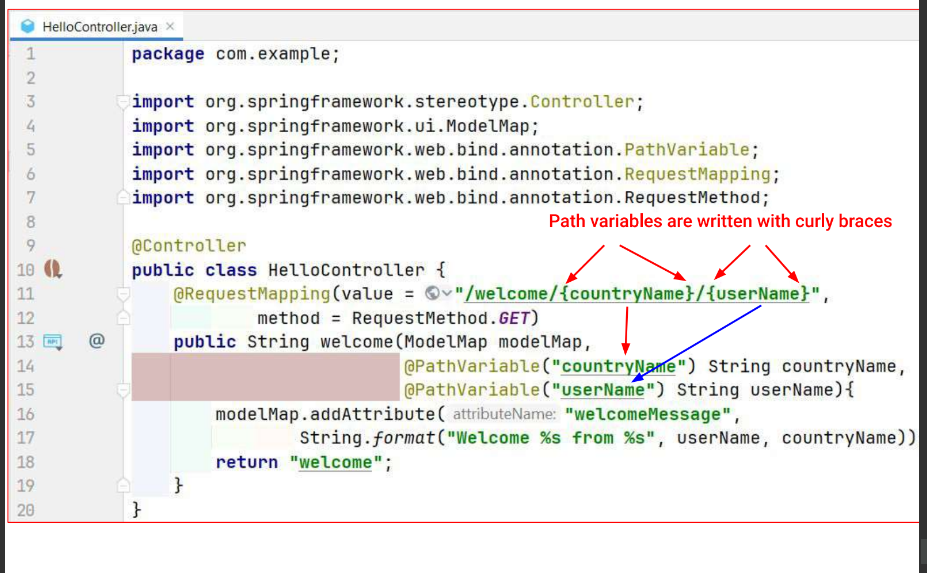 HelloController.java ×
1 package com.example;
2
3 import org.springframework.stereotype.Controller;
4 import org.springframework.ui.ModelMap;
5 import org.springframework.web.bind.annotation.PathVariable;
6 import org.springframework.web.bind.annotation.RequestMapping;
7 import org.springframework.web.bind.annotation.RequestMethod;
8
Path variables are written with curly braces
9 @Controller
10 public class HelloController {
11 @RequestMapping(value = "/welcome/{countryName}/{userName}",
12 method = RequestMethod.GET)
13 API @ public String welcome(ModelMap modelMap,
14 @PathVariable("countryName") String countryName,
15 @PathVariable("userName") String userName){
16 modelMap.addAttribute( attributeName: "welcomeMessage",
17 String.format("Welcome %s from %s", userName, countryName))
18 return "welcome";
19 }
20 }